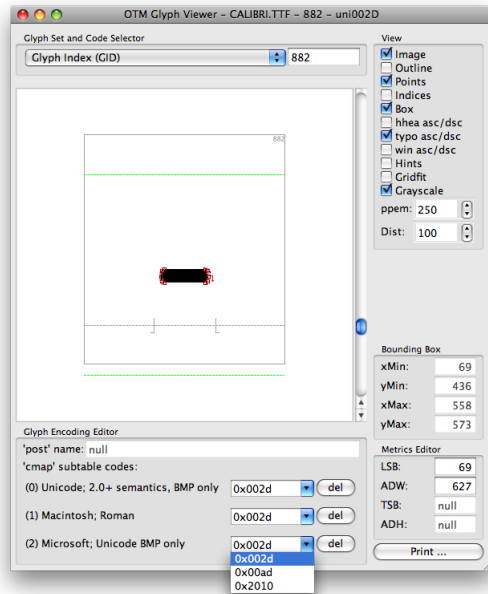 OTM Glyph Viewer - CALIBRI.TTF - 882 - uni002D
Glyph Set and Code Selector
Glyph Index (GID)
882
882
View
Image
Outline
Points
Indices
Box
hhea asc/dsc
typo asc/dsc
win asc/dsc
Hints
Gridfit
Grayscale
ppem: 250
Dist: 100
Bounding Box
xMin: 69
yMin: 436
xMax: 558
yMax: 573
Glyph Encoding Editor
'post' name: null
'cmap' subtable codes:
(0) Unicode; 2.0+ semantics, BMP only 0x002d del
(1) Macintosh; Roman 0x002d del
(2) Microsoft; Unicode BMP only 0x002d del
0x002d
0x00ad
0x2010
Metrics Editor
LSB: 69
ADW: 627
TSB: null
ADH: null
Print ...